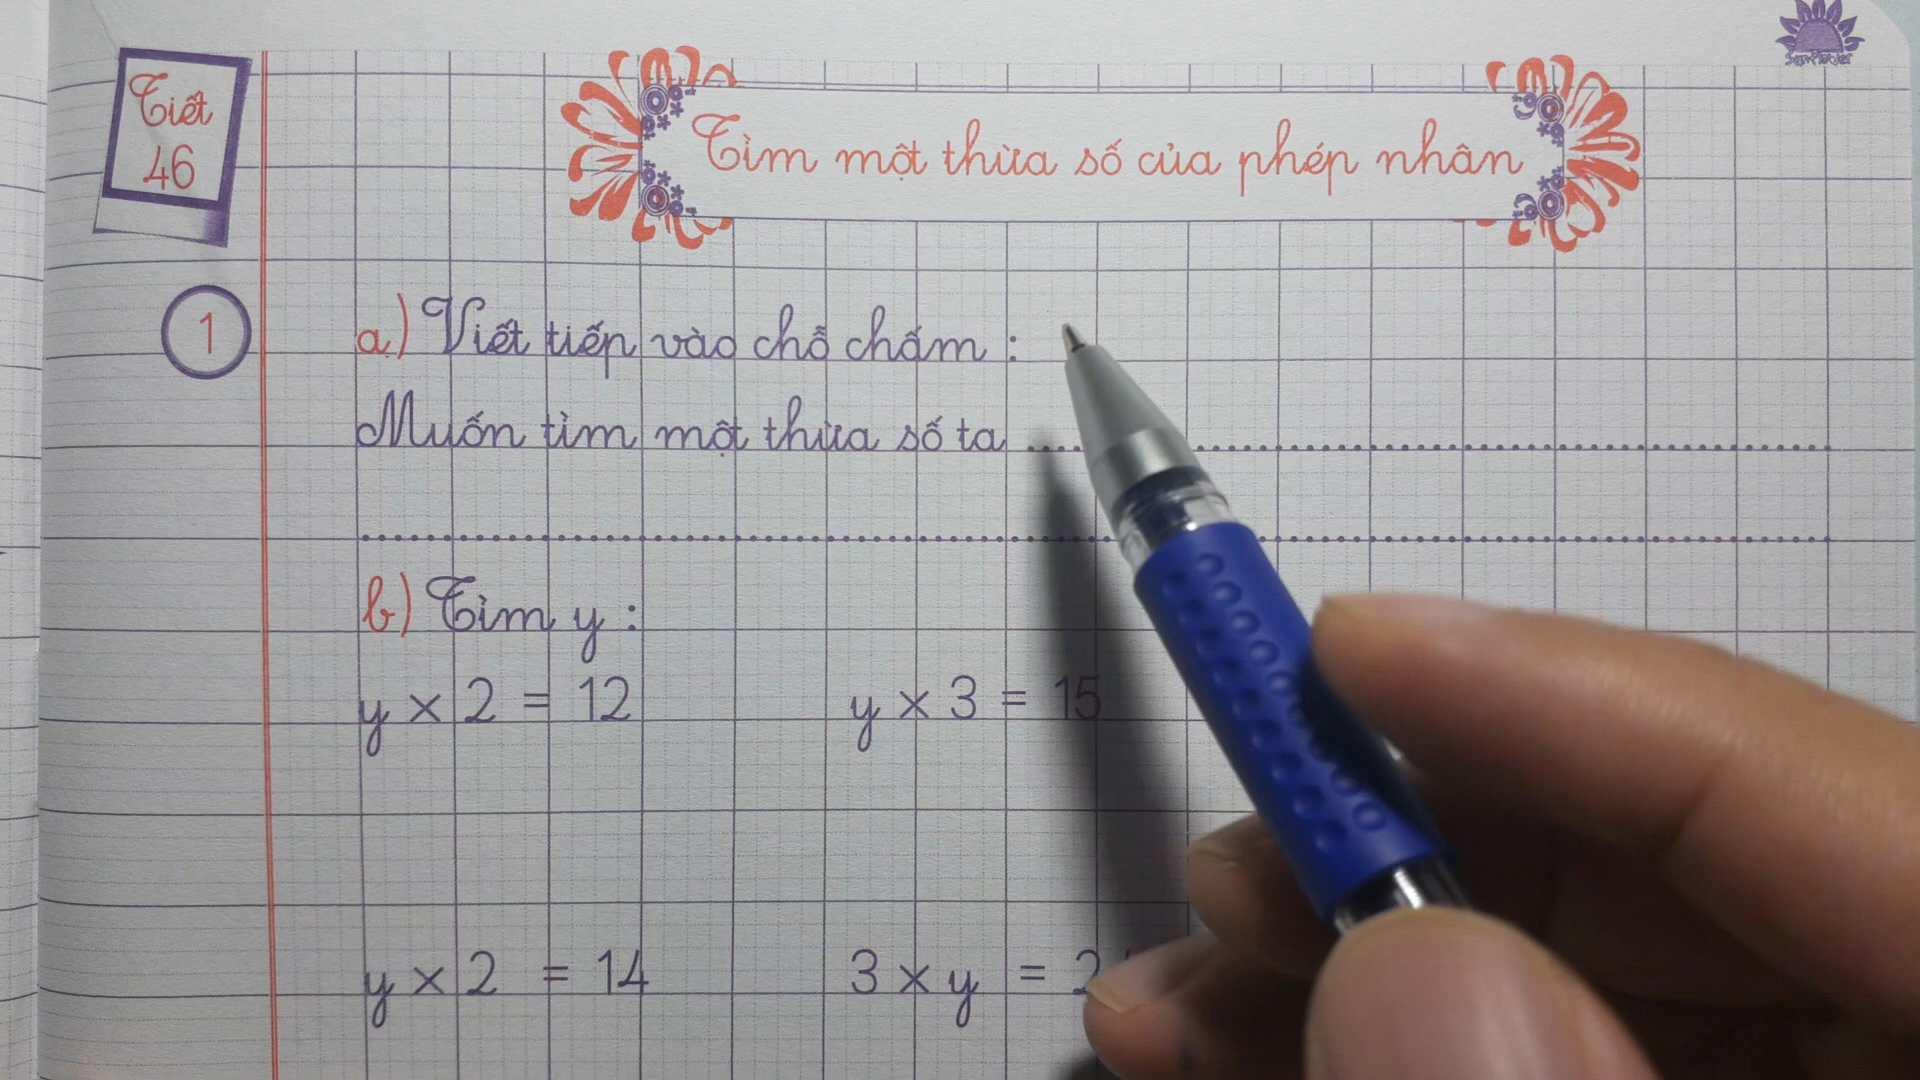 Tiết
46
Tìm một thừa số của phép nhân
Sunflower
1
a) Viết tiếp vào chỗ chấm :
Muốn tìm một thừa số ta ........................
........................
b) Tìm y :
y × 2 = 12
y × 3 = 15
y × 2 = 14
3 × y =